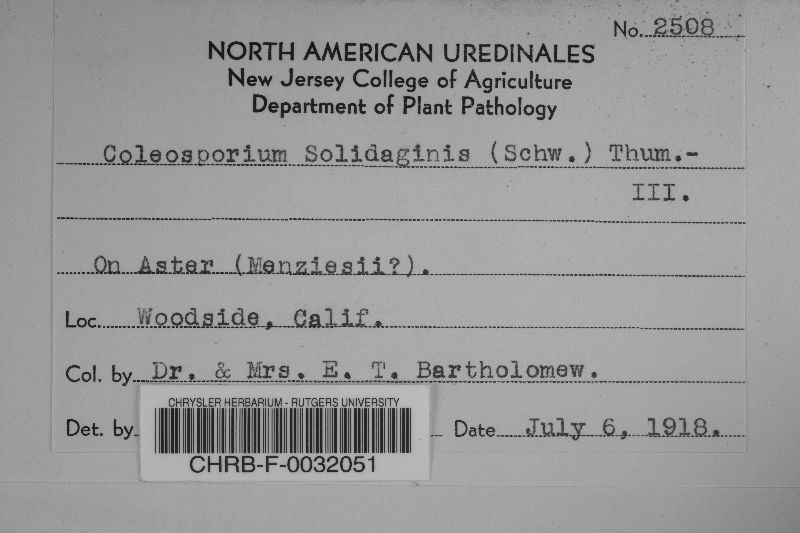 No. 2508
NORTH AMERICAN UREDINALES
New Jersey College of Agriculture
Department of Plant Pathology
Coleosporium Solidaginis (Schw.) Thum.-
III.
On Aster (Menziesii?).
Loc. Woodside, Calif.
Col. by Dr. & Mrs. E. T. Bartholomew.
Det. by
Date July 6, 1918.
CHRYSLER HERBARIUM - RUTGERS UNIVERSITY
CHRB-F-0032051